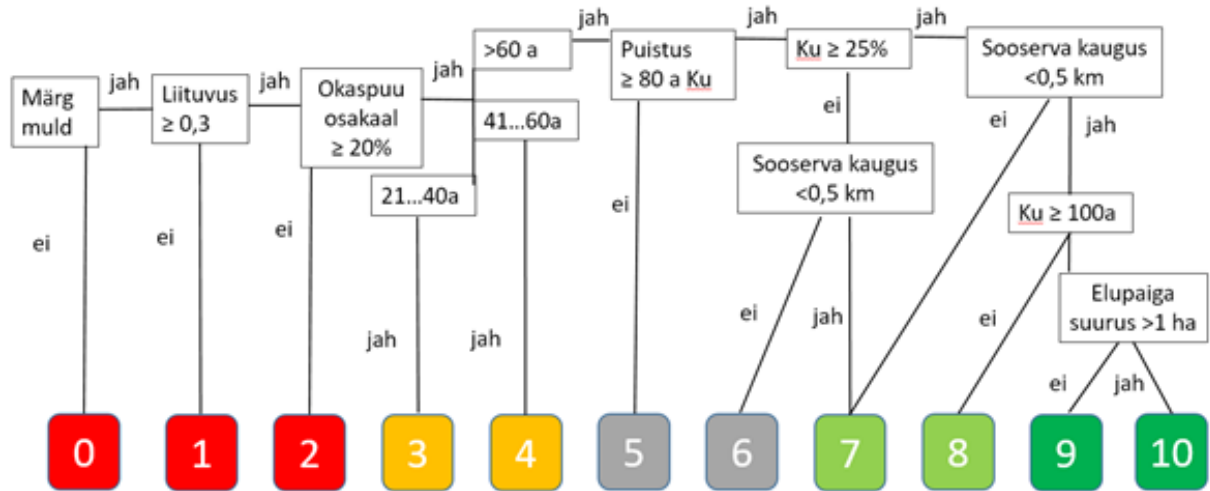 jah
jah
jah
>60 a
Puistus
≥ 80 a Ku
Ku ≥ 25%
Sooserva kaugus
<0,5 km
jah
jah
jah
Märg
muld
Liituvus
≥ 0,3
Okaspuu
osakaal
≥ 20%
41...60a
ei
ei
jah
Sooserva kaugus
<0,5 km
21...40a
ei
Ku ≥ 100a
ei
ei
ei
Elupaiga
suurus >1 ha
ei
jah
ei
jah
jah
ei
jah
0
1
2
3
4
5
6
7
8
9
10